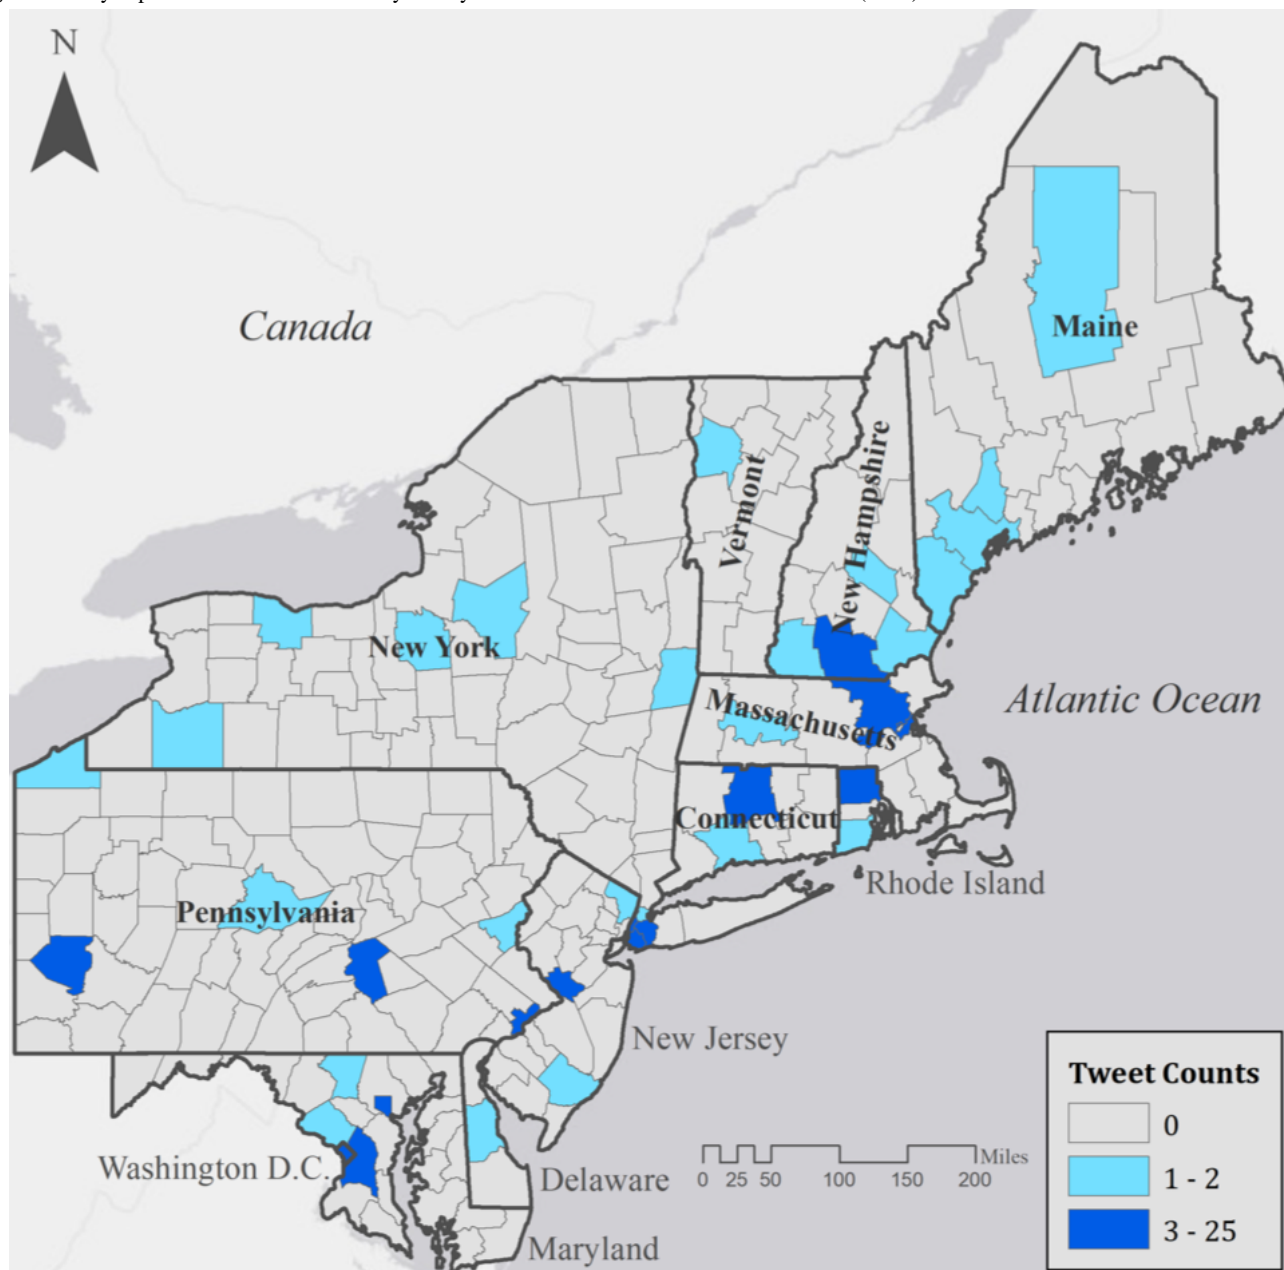 N
Canada
Maine
Vermont
New Hampshire
New York
Massachusetts
Atlantic Ocean
Connecticut
Rhode Island
Pennsylvania
New Jersey
Washington D.C.
Delaware
Maryland
Miles
0 25 50 100 150 200
Tweet Counts
0
1 - 2
3 - 25